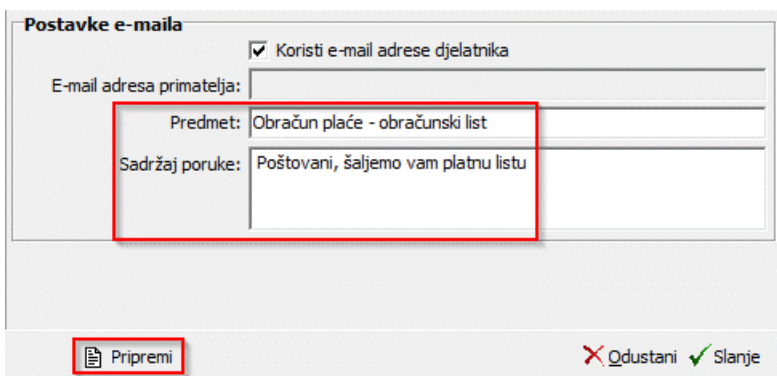 Postavke e-maila
Koristi e-mail adrese djelatnika
E-mail adresa primatelja:
Predmet: Obračun plaće - obračunski list
Sadržaj poruke: Poštovani, šaljemo vam platnu listu
Pripremi Odustani Slanje